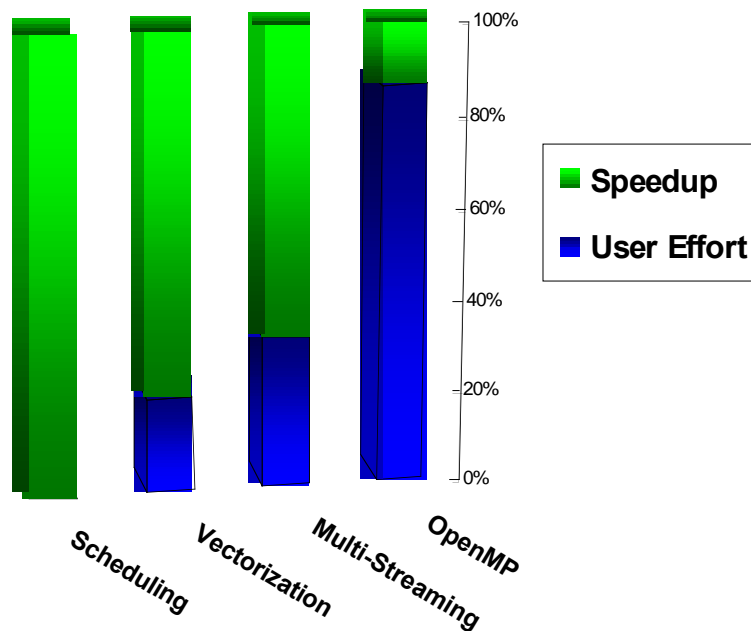 100%
80%
60%
40%
20%
0%
Speedup
User Effort
Scheduling
Vectorization
Multi-Streaming
OpenMP